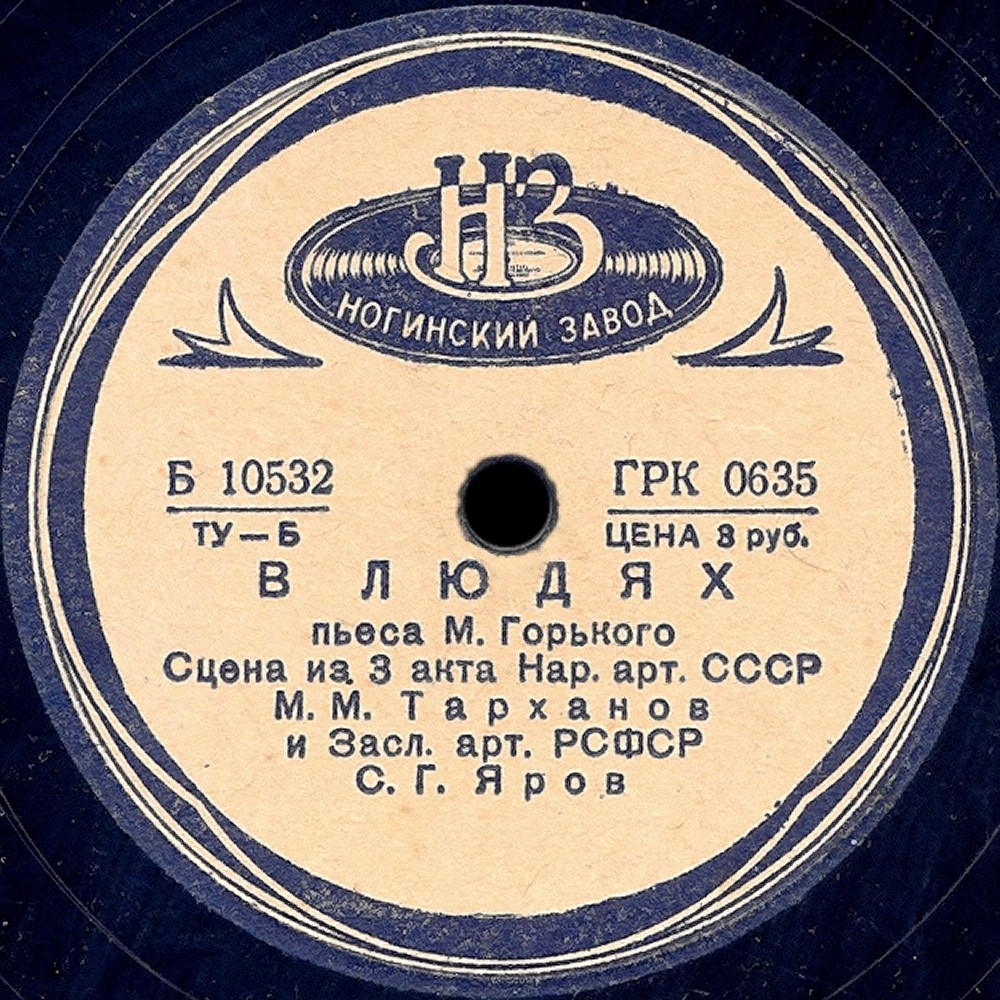 НЗ
НОГИНСКИЙ ЗАВОД
Б 10532
ГРК 0635
ТУ — Б
ЦЕНА 3 руб.
В ЛЮДЯХ
пьеса М. Горького
Сцена из 3 акта Нар. арт. СССР
М. М. Тарханов
и Засл. арт. РСФСР
С. Г. Яров